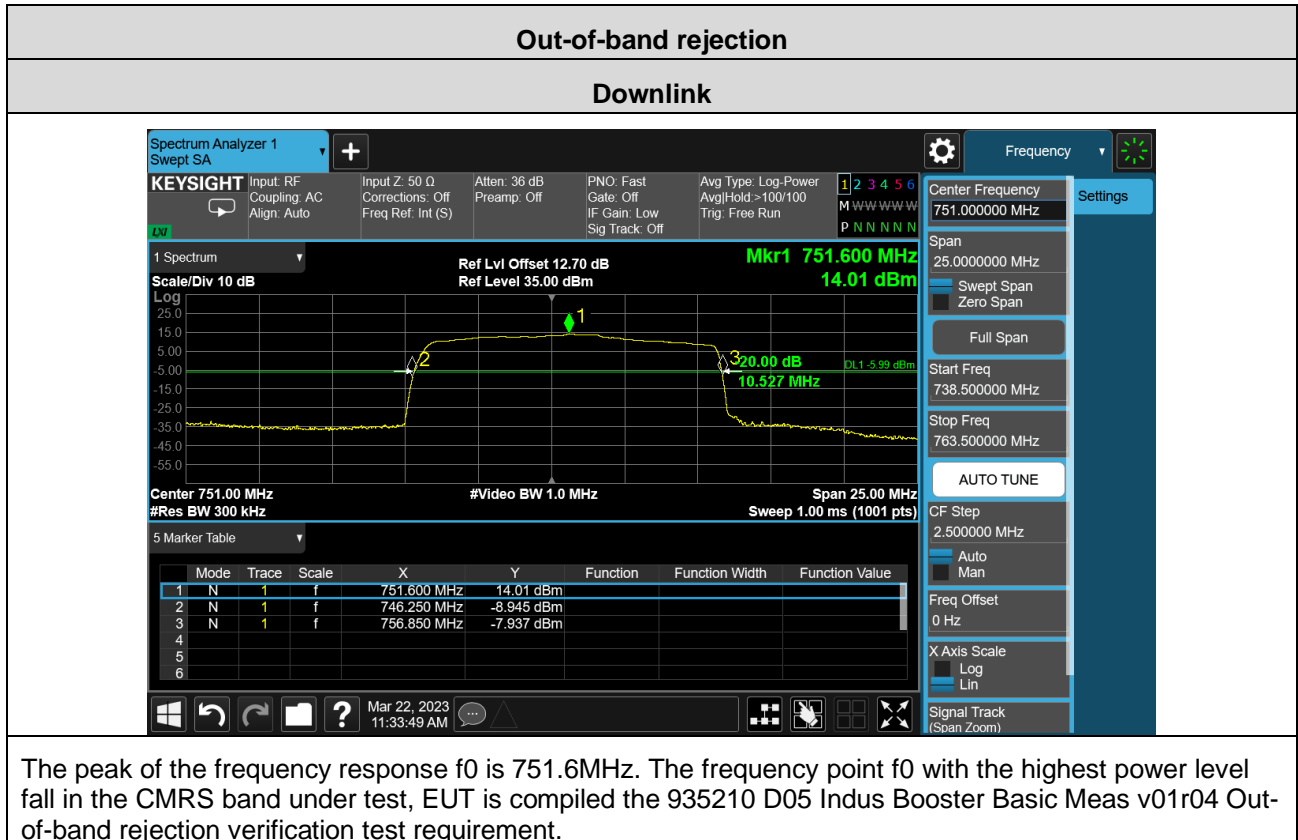 Out-of-band rejection
Downlink
Spectrum Analyzer 1
Swept SA
Frequency
KEYSIGHT
LXI
Input: RF
Coupling: AC
Align: Auto
Input Z: 50 Ω
Corrections: Off
Freq Ref: Int (S)
Atten: 36 dB
Preamp: Off
PNO: Fast
Gate: Off
IF Gain: Low
Sig Track: Off
Avg Type: Log-Power
Avg|Hold:>100/100
Trig: Free Run
1 2 3 4 5 6
M W W W W W
P N N N N N
1 Spectrum
Scale/Div 10 dB
Ref Lvl Offset 12.70 dB
Ref Level 35.00 dBm
Mkr1 751.600 MHz
14.01 dBm
Log
25.0
15.0
5.00
-5.00
-15.0
-25.0
-35.0
-45.0
-55.0
1
2
3
-20.00 dB
10.527 MHz
DL1 -5.99 dBm
Center 751.00 MHz
#Video BW 1.0 MHz
Span 25.00 MHz
#Res BW 300 kHz
Sweep 1.00 ms (1001 pts)
5 Marker Table
Mode Trace Scale X Y Function Function Width Function Value
1 N 1 f 751.600 MHz 14.01 dBm
2 N 1 f 746.250 MHz -8.945 dBm
3 N 1 f 756.850 MHz -7.937 dBm
4
5
6
?
Mar 22, 2023
11:33:49 AM
Center Frequency
751.000000 MHz
Settings
Span
25.0000000 MHz
Swept Span
Zero Span
Full Span
Start Freq
738.500000 MHz
Stop Freq
763.500000 MHz
AUTO TUNE
CF Step
2.500000 MHz
Auto
Man
Freq Offset
0 Hz
X Axis Scale
Log
Lin
Signal Track
(Span Zoom)
The peak of the frequency response f0 is 751.6MHz. The frequency point f0 with the highest power level
fall in the CMRS band under test, EUT is compiled the 935210 D05 Indus Booster Basic Meas v01r04 Out-
of-band rejection verification test requirement.